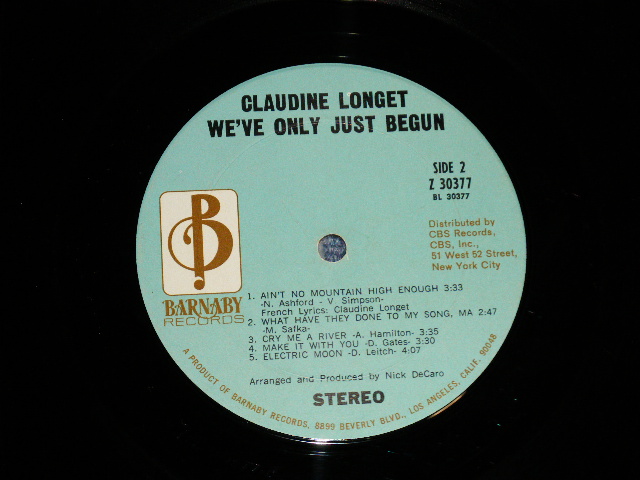 CLAUDINE LONGET
WE'VE ONLY JUST BEGUN
SIDE 2
Z 30377
BL 30377
Distributed by
CBS Records,
CBS, Inc.,
51 West 52 Street,
New York City
B
BARNABY
RECORDS
1. AIN'T NO MOUNTAIN HIGH ENOUGH 3:33
-N. Ashford - V. Simpson-
French Lyrics: Claudine Longet
2. WHAT HAVE THEY DONE TO MY SONG, MA 2:47
-M. Safka-
3. CRY ME A RIVER -A. Hamilton- 3:35
4. MAKE IT WITH YOU -D. Gates- 3:30
5. ELECTRIC MOON -D. Leitch- 4:07
Arranged and Produced by Nick DeCaro
STEREO
A PRODUCT OF BARNABY RECORDS, 8899 BEVERLY BLVD., LOS ANGELES, CALIF. 90048